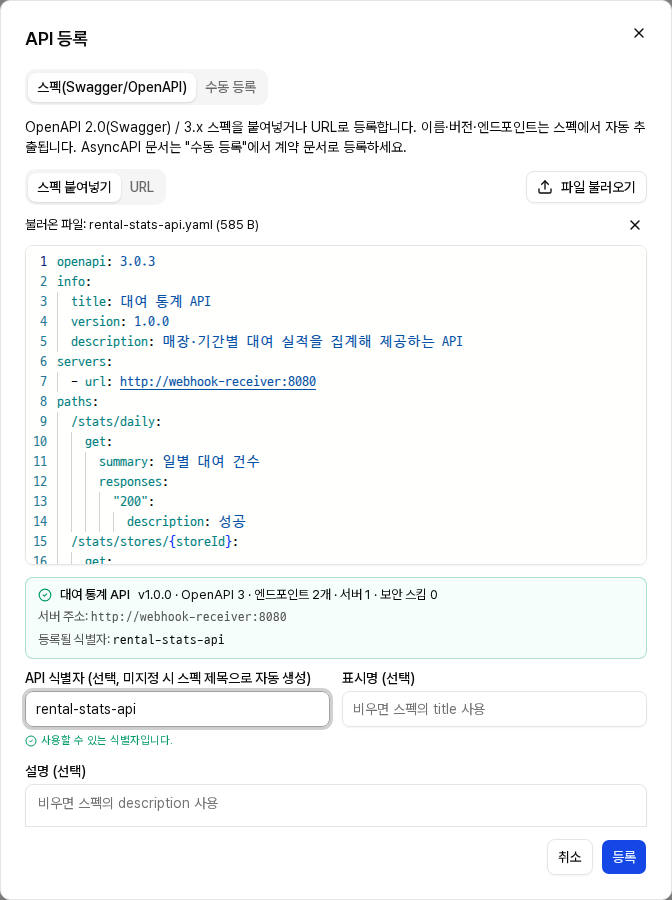 API 등록
스펙(Swagger/OpenAPI) 수동 등록
OpenAPI 2.0(Swagger) / 3.x 스펙을 붙여넣거나 URL로 등록합니다. 이름·버전·엔드포인트는 스펙에서 자동 추
출됩니다. AsyncAPI 문서는 "수동 등록"에서 계약 문서로 등록하세요.
스펙 붙여넣기 URL 파일 불러오기
불러온 파일: rental-stats-api.yaml (585 B)
1 openapi: 3.0.3
2 info:
3 title: 대여 통계 API
4 version: 1.0.0
5 description: 매장·기간별 대여 실적을 집계해 제공하는 API
6 servers:
7 - url: http://webhook-receiver:8080
8 paths:
9 /stats/daily:
10 get:
11 summary: 일별 대여 건수
12 responses:
13 "200":
14 description: 성공
15 /stats/stores/{storeId}:
16 get:
대여 통계 API v1.0.0 · OpenAPI 3 · 엔드포인트 2개 · 서버 1 · 보안 스킴 0
서버 주소: http://webhook-receiver:8080
등록될 식별자: rental-stats-api
API 식별자 (선택, 미지정 시 스펙 제목으로 자동 생성) 표시명 (선택)
rental-stats-api 비우면 스펙의 title 사용
사용할 수 있는 식별자입니다.
설명 (선택)
비우면 스펙의 description 사용
취소 등록